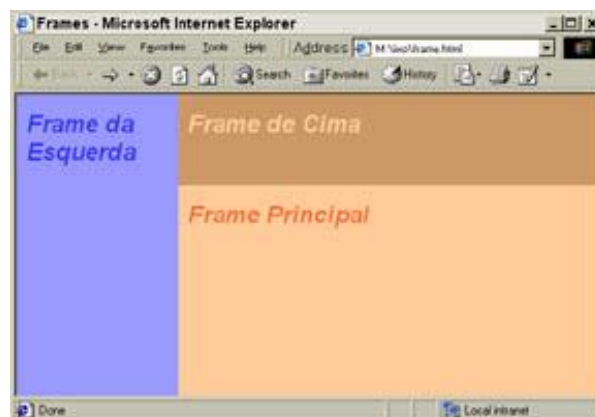 Frames - Microsoft Internet Explorer
File Edit View Favorites Tools Help Address
Search Favorites History
Frame da
Esquerda
Frame de Cima
Frame Principal
Done Local intranet